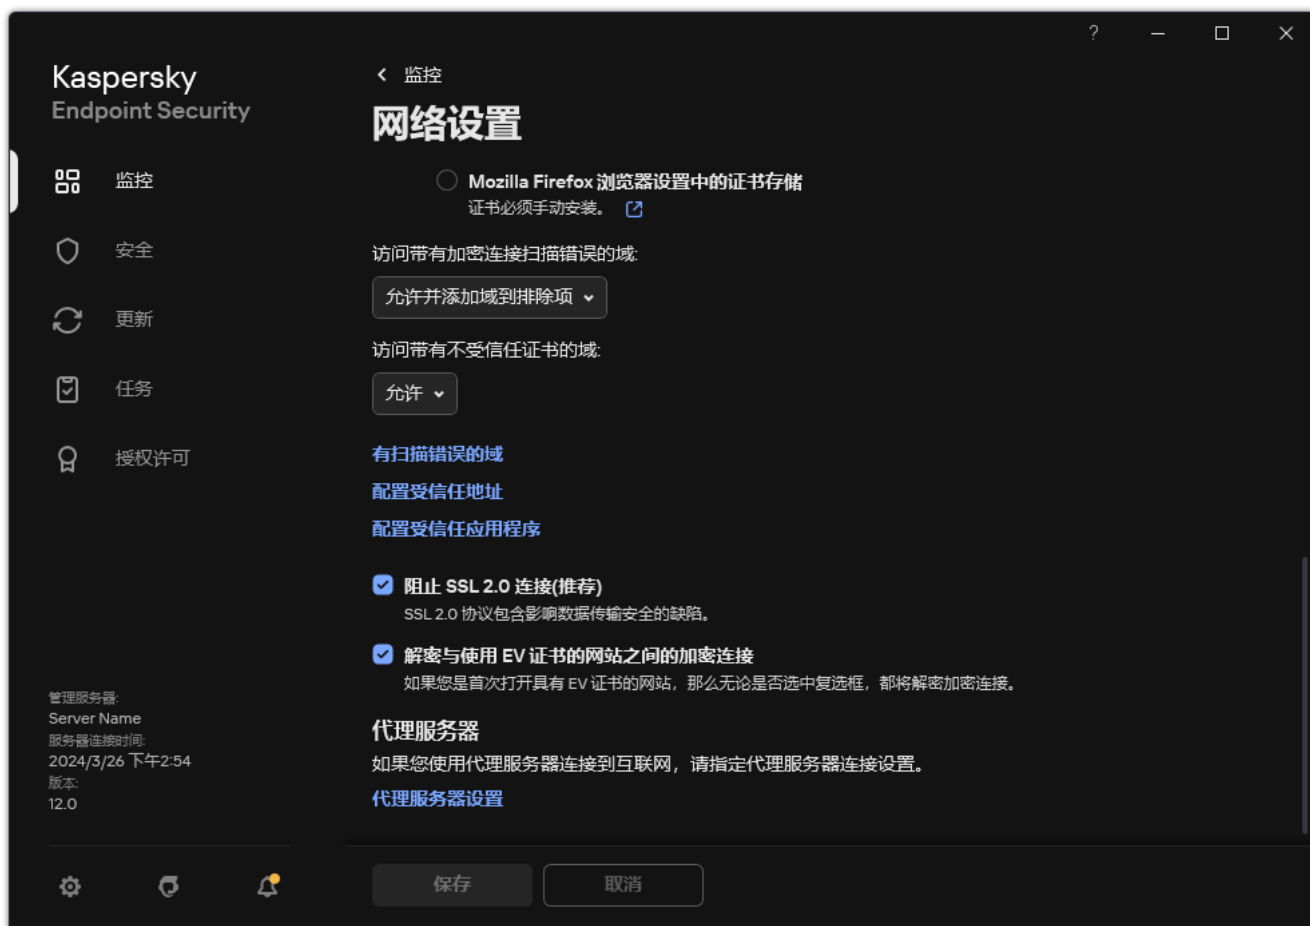 ?
Kaspersky
Endpoint Security
监控
安全
更新
任务
授权许可
管理服务器:
Server Name
服务器连接时间:
2024/3/26 下午2:54
版本:
12.0
监控
网络设置
Mozilla Firefox 浏览器设置中的证书存储
证书必须手动安装。
访问带有加密连接扫描错误的域:
允许并添加域到排除项
访问带有不受信任证书的域:
允许
有扫描错误的域
配置受信任地址
配置受信任应用程序
阻止 SSL 2.0 连接(推荐)
SSL 2.0 协议包含影响数据传输安全的缺陷。
解密与使用 EV 证书的网站之间的加密连接
如果您是首次打开具有 EV 证书的网站，那么无论是否选中复选框，都将解密加密连接。
代理服务器
如果您使用代理服务器连接到互联网，请指定代理服务器连接设置。
代理服务器设置
保存
取消